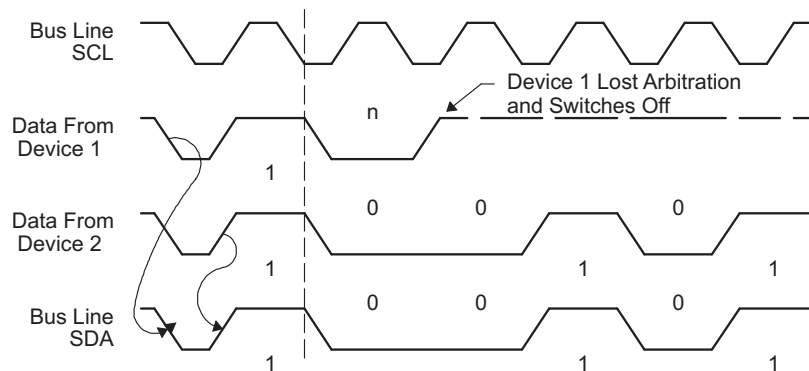 Bus Line
SCL
Device 1 Lost Arbitration
and Switches Off
n
Data From
Device 1
1
0 0 0
Data From
Device 2
1 1 1
0 0 0
Bus Line
SDA
1 1 1